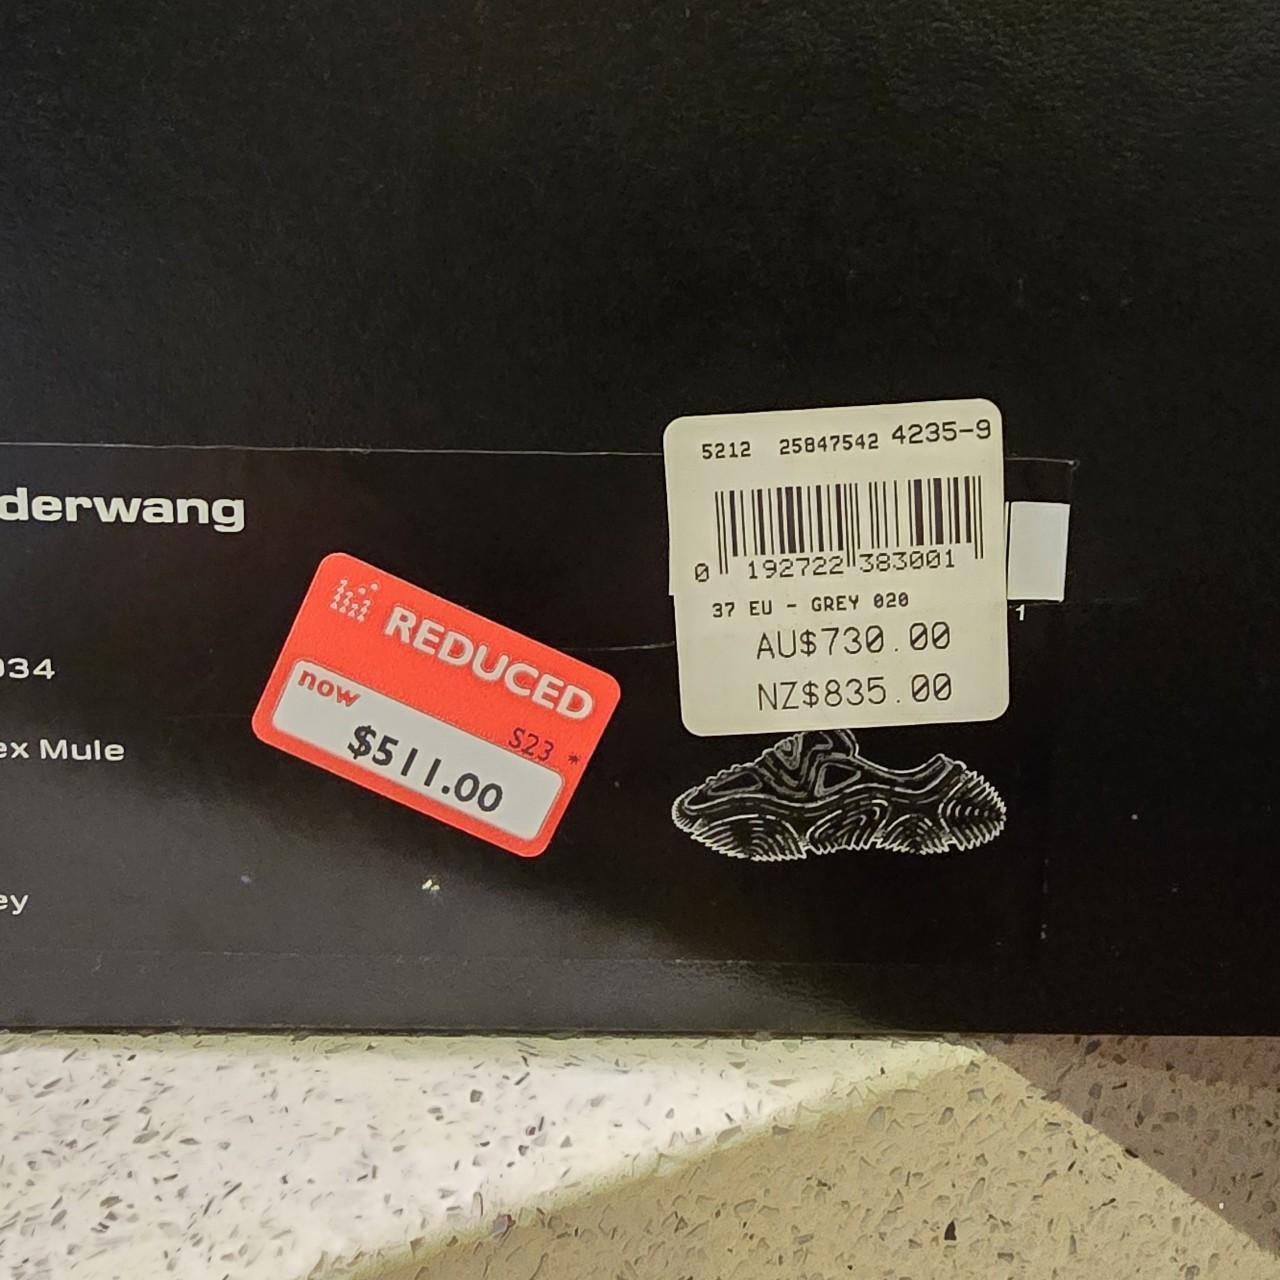 derwang
034
ex Mule
ey
REDUCED
now
S23 *
$511.00
5212 25847542 4235-9
0 192722 383001
37 EU - GREY 020
AU$730.00
NZ$835.00
1